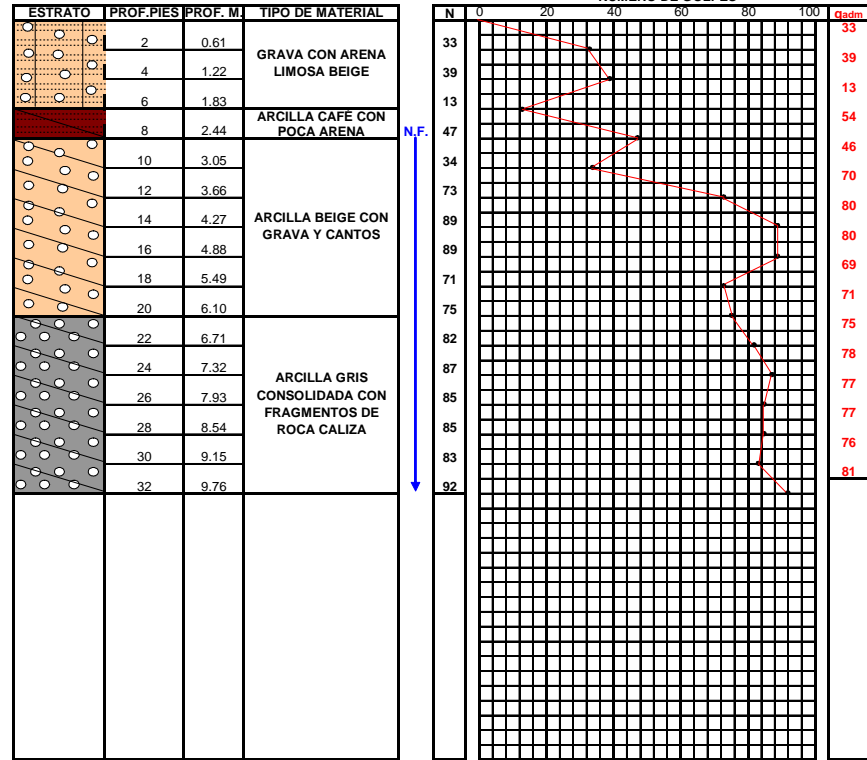 ESTRATO PROF.PIES PROF. M. TIPO DE MATERIAL N 0 20 40 60 80 100 qadm
2 0.61 33 33
4 1.22 39 39
6 1.83 13 13
GRAVA CON ARENA
LIMOSA BEIGE
8 2.44 47 54
ARCILLA CAFÉ CON
POCA ARENA
N.F.
10 3.05 34 46
12 3.66 73 70
14 4.27 89 80
16 4.88 89 80
18 5.49 71 69
20 6.10 75 71
ARCILLA BEIGE CON
GRAVA Y CANTOS
22 6.71 82 75
24 7.32 87 78
26 7.93 85 77
28 8.54 85 77
30 9.15 83 76
32 9.76 92 81
ARCILLA GRIS
CONSOLIDADA CON
FRAGMENTOS DE
ROCA CALIZA